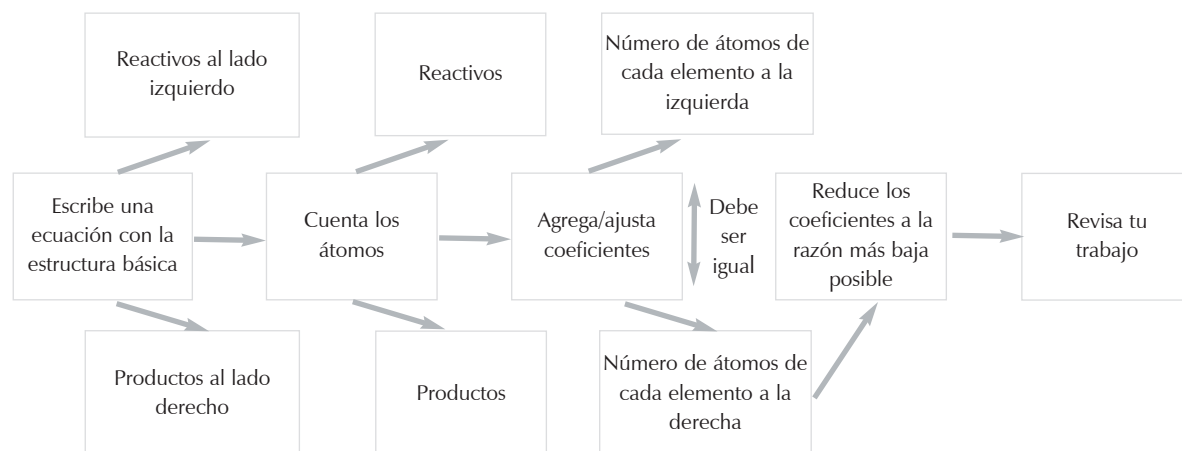 Reactivos al lado
izquierdo
Reactivos
Número de átomos de
cada elemento a la
izquierda
Escribe una
ecuación con la
estructura básica
Cuenta los
átomos
Agrega/ajusta
coeficientes
Debe
ser
igual
Reduce los
coeficientes a la
razón más baja
posible
Revisa tu
trabajo
Productos al lado
derecho
Productos
Número de átomos de
cada elemento a la
derecha